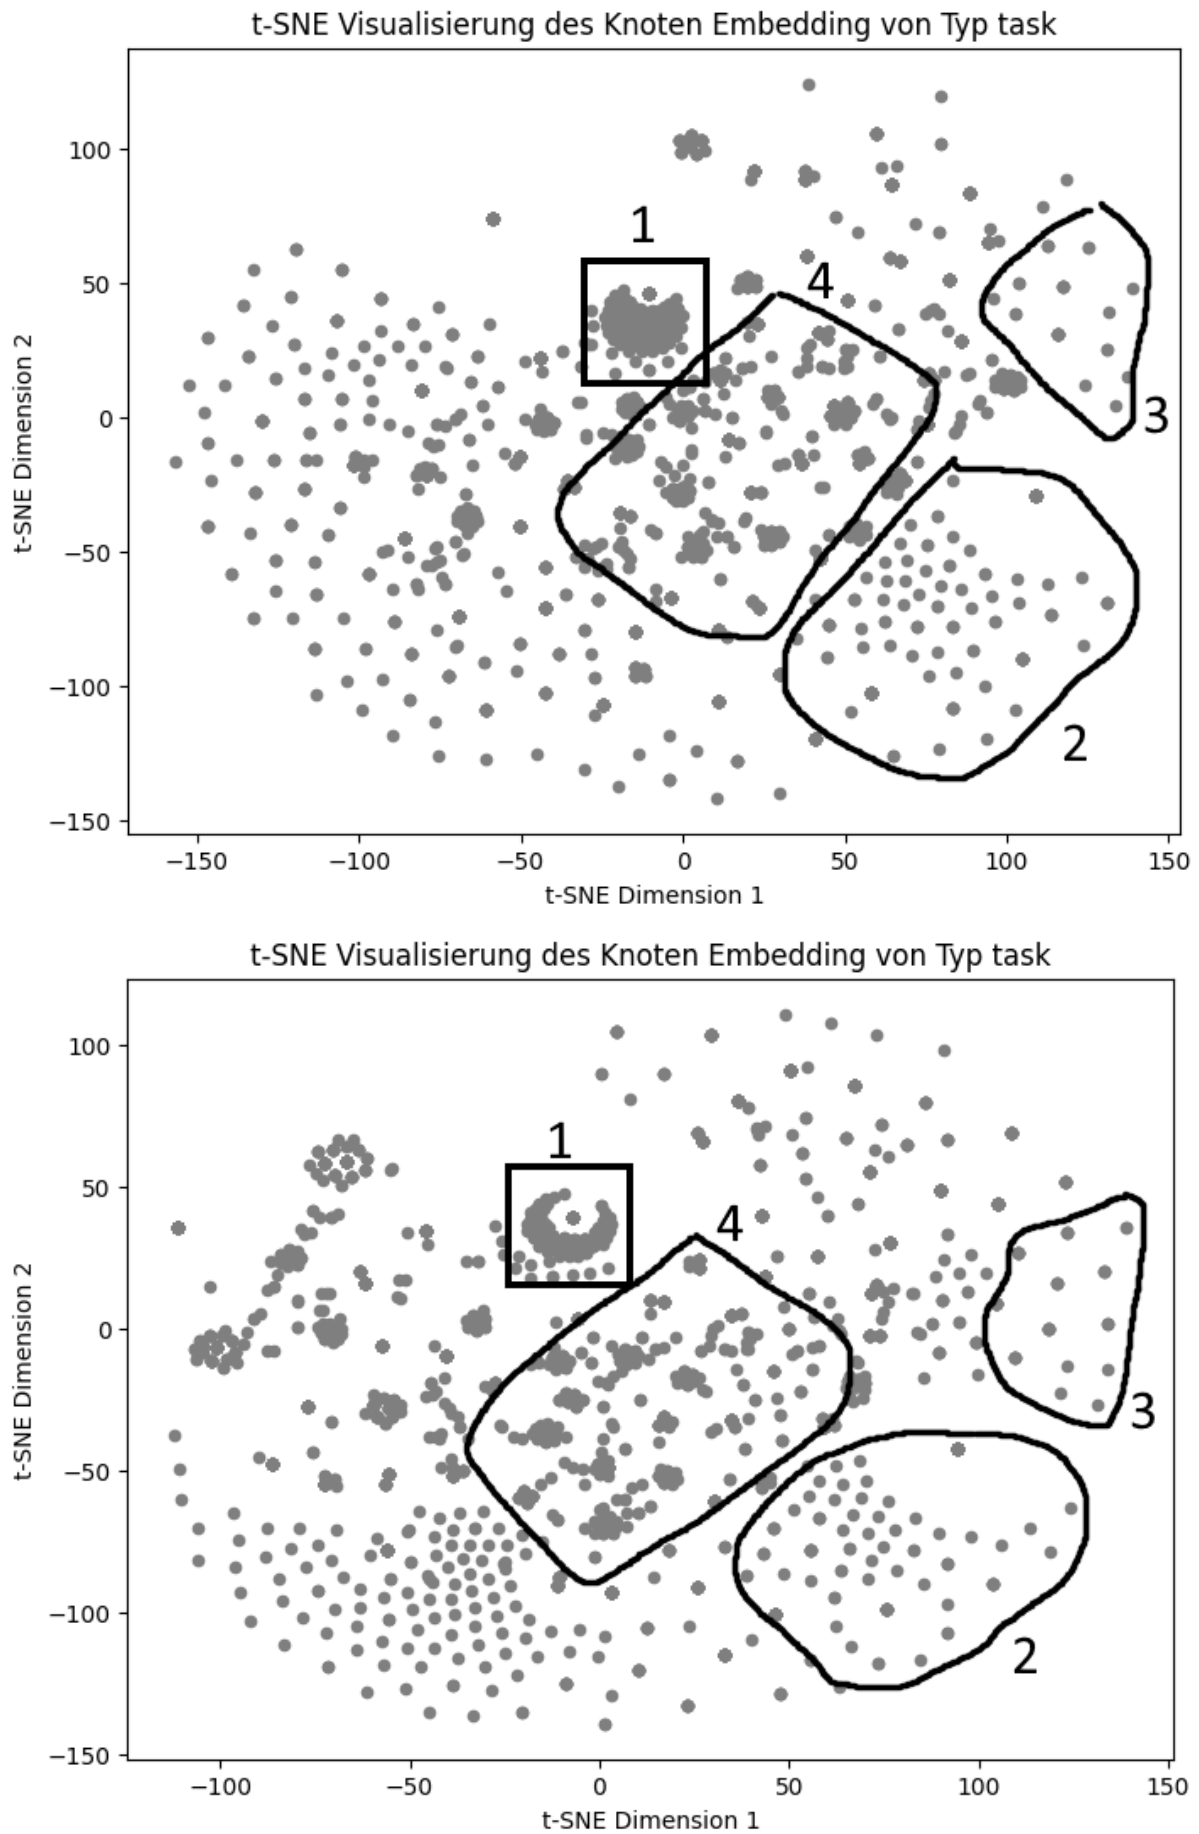 t-SNE Visualisierung des Knoten Embedding von Typ task
100
50
0
−50
−100
−150
t-SNE Dimension 2
1
4
3
2
−150 −100 −50 0 50 100 150
t-SNE Dimension 1
t-SNE Visualisierung des Knoten Embedding von Typ task
100
50
0
−50
−100
−150
t-SNE Dimension 2
1
4
3
2
−100 −50 0 50 100 150
t-SNE Dimension 1